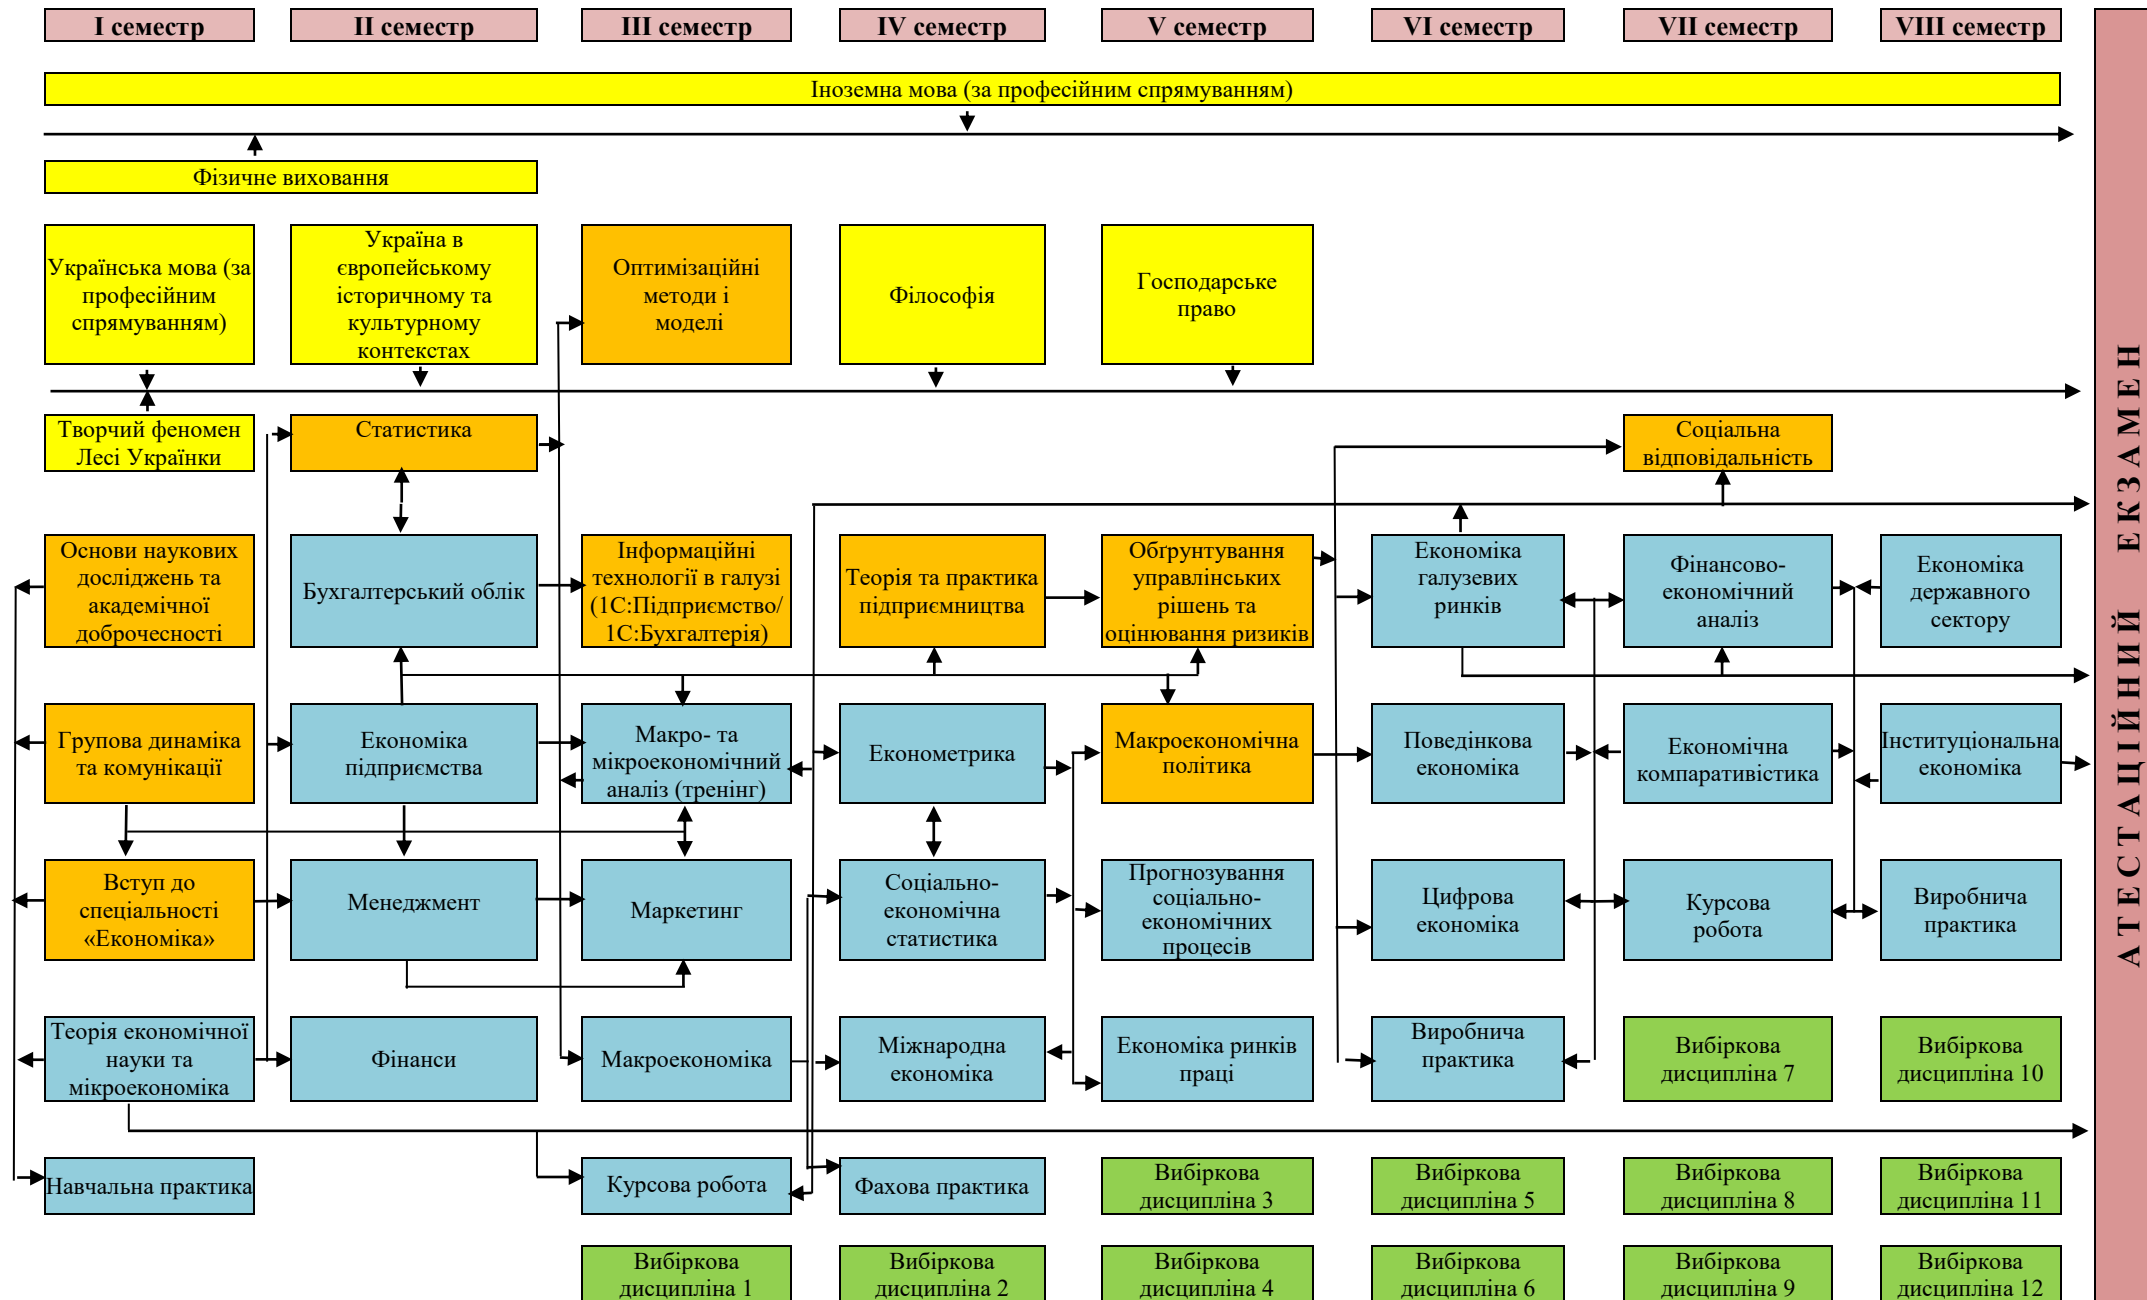 I семестр
II семестр
III семестр
IV семестр
V семестр
VI семестр
VII семестр
VIII семестр
Іноземна мова (за професійним спрямуванням)
Фізичне виховання
Українська мова (за
професійним
спрямуванням)
Україна в
європейському
історичному та
культурному
контекстах
Оптимізаційні
методи і
моделі
Філософія
Господарське
право
Творчий феномен
Лесі Українки
Статистика
Соціальна
відповідальність
Основи наукових
досліджень та
академічної
доброчесності
Бухгалтерський облік
Інформаційні
технології в галузі
(1С:Підприємство/
1С:Бухгалтерія)
Теорія та практика
підприємництва
Обґрунтування
управлінських
рішень та
оцінювання ризиків
Економіка
галузевих
ринків
Фінансово-
економічний
аналіз
Економіка
державного
сектору
Групова динаміка
та комунікації
Економіка
підприємства
Макро- та
мікроекономічний
аналіз (тренінг)
Економетрика
Макроекономічна
політика
Поведінкова
економіка
Економічна
компаративістика
Інституціональна
економіка
Вступ до
спеціальності
«Економіка»
Менеджмент
Маркетинг
Соціально-
економічна
статистика
Прогнозування
соціально-
економічних
процесів
Цифрова
економіка
Курсова
робота
Виробнича
практика
Теорія економічної
науки та
мікроекономіка
Фінанси
Макроекономіка
Міжнародна
економіка
Економіка ринків
праці
Виробнича
практика
Вибіркова
дисципліна 7
Вибіркова
дисципліна 10
Навчальна практика
Курсова робота
Фахова практика
Вибіркова
дисципліна 3
Вибіркова
дисципліна 5
Вибіркова
дисципліна 8
Вибіркова
дисципліна 11
Вибіркова
дисципліна 1
Вибіркова
дисципліна 2
Вибіркова
дисципліна 4
Вибіркова
дисципліна 6
Вибіркова
дисципліна 9
Вибіркова
дисципліна 12
АТЕСТАЦІЙНИЙ ЕКЗАМЕН